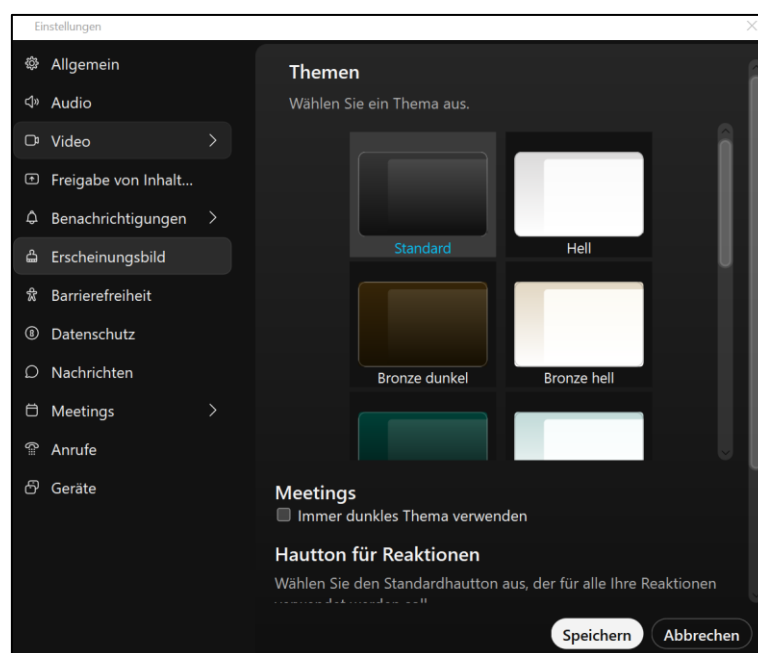 Einstellungen
Allgemein
Audio
Video
Freigabe von Inhalt...
Benachrichtigungen
Erscheinungsbild
Barrierefreiheit
Datenschutz
Nachrichten
Meetings
Anrufe
Geräte
Themen
Wählen Sie ein Thema aus.
Standard
Hell
Bronze dunkel
Bronze hell
Meetings
Immer dunkles Thema verwenden
Hautton für Reaktionen
Wählen Sie den Standardhautton aus, der für alle Ihre Reaktionen
Speichern
Abbrechen